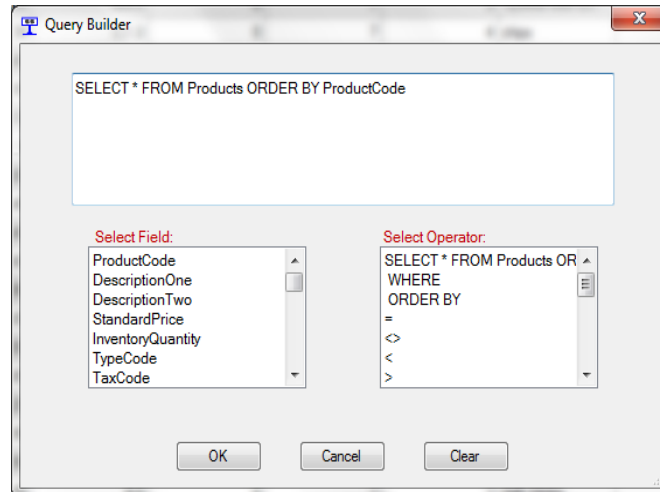 Query Builder
SELECT * FROM Products ORDER BY ProductCode
Select Field:
ProductCode
DescriptionOne
DescriptionTwo
StandardPrice
InventoryQuantity
TypeCode
TaxCode
Select Operator:
SELECT * FROM Products OR
WHERE
ORDER BY
=
<>
<
>
OK
Cancel
Clear